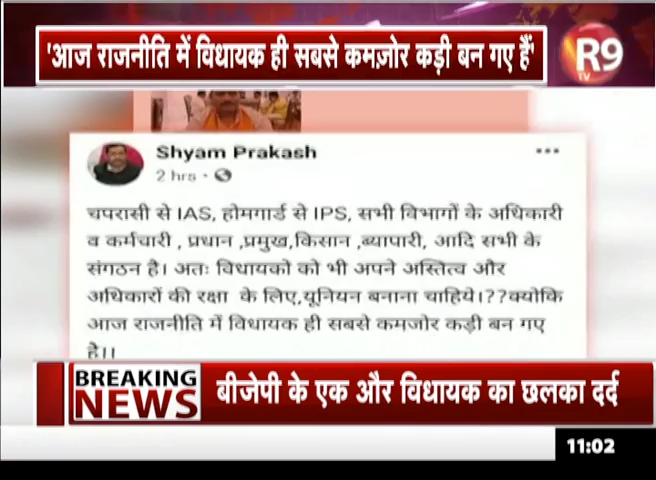 'आज राजनीति में विधायक ही सबसे कमज़ोर कड़ी बन गए हैं'
R9
TV
Shyam Prakash
2 hrs ·
चपरासी से IAS, होमगार्ड से IPS, सभी विभागों के अधिकारी
व कर्मचारी , प्रधान ,प्रमुख,किसान ,ब्यापारी, आदि सभी के
संगठन है। अतः विधायको को भी अपने अस्तित्व और
अधिकारों की रक्षा के लिए,यूनियन बनाना चाहिये।??क्योकि
आज राजनीति में विधायक ही सबसे कमजोर कड़ी बन गए
है।।
BREAKING
NEWS
बीजेपी के एक और विधायक का छलका दर्द
11:02